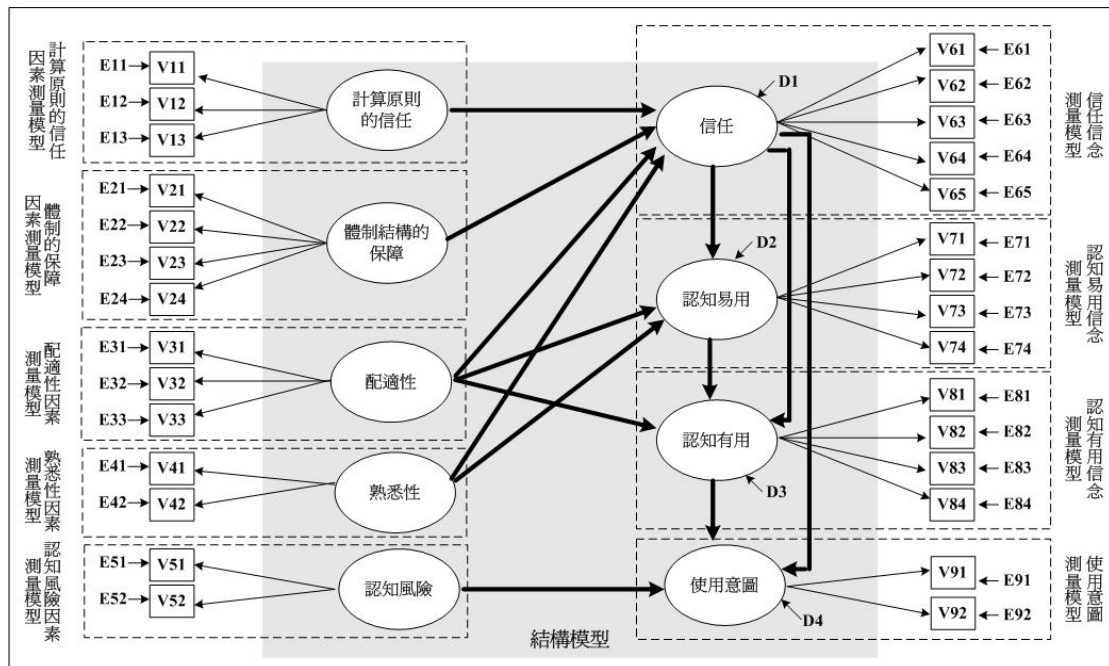 計算原則的信任
因素測量模型
E11
V11
E12
V12
E13
V13
計算原則
的信任
體制的保障
因素測量模型
E21
V21
E22
V22
E23
V23
E24
V24
體制結構的
保障
配適性因素
測量模型
E31
V31
E32
V32
E33
V33
配適性
熟悉性因素
測量模型
E41
V41
E42
V42
熟悉性
認知風險因素
測量模型
E51
V51
E52
V52
認知風險
信任
D1
V61
E61
V62
E62
V63
E63
V64
E64
V65
E65
信任信念
測量模型
認知易用
D2
V71
E71
V72
E72
V73
E73
V74
E74
認知易用信念
測量模型
認知有用
D3
V81
E81
V82
E82
V83
E83
V84
E84
認知有用信念
測量模型
使用意圖
D4
V91
E91
V92
E92
使用意圖
測量模型
結構模型